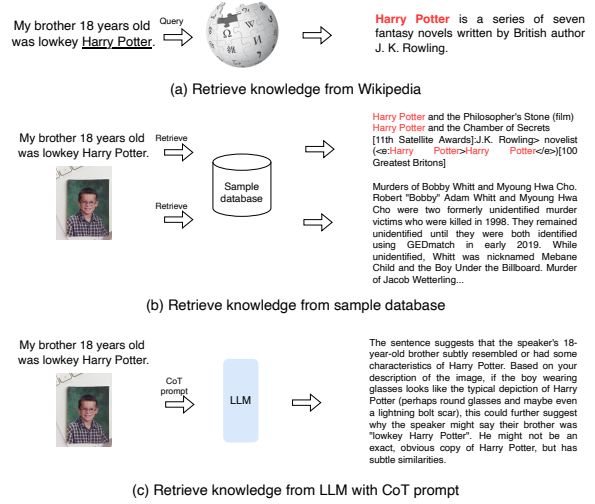 My brother 18 years old
was lowkey Harry Potter.
Query
Harry Potter is a series of seven
fantasy novels written by British author
J. K. Rowling.
(a) Retrieve knowledge from Wikipedia
My brother 18 years old
was lowkey Harry Potter.
Retrieve
Retrieve
Sample
database
Harry Potter and the Philosopher's Stone (film)
Harry Potter and the Chamber of Secrets
[11th Satellite Awards]:J.K. Rowling> novelist
(<e:Harry Potter>Harry Potter</e>)[100
Greatest Britons]
Murders of Bobby Whitt and Myoung Hwa Cho.
Robert "Bobby" Adam Whitt and Myoung Hwa
Cho were two formerly unidentified murder
victims who were killed in 1998. They remained
unidentified until they were both identified
using GEDmatch in early 2019. While
unidentified, Whitt was nicknamed Mebane
Child and the Boy Under the Billboard. Murder
of Jacob Wetterling...
(b) Retrieve knowledge from sample database
My brother 18 years old
was lowkey Harry Potter.
CoT
prompt
LLM
The sentence suggests that the speaker's 18-
year-old brother subtly resembled or had some
characteristics of Harry Potter. Based on your
description of the image, if the boy wearing
glasses looks like the typical depiction of Harry
Potter (perhaps round glasses and maybe even
a lightning bolt scar), this could further suggest
why the speaker might say their brother was
"lowkey Harry Potter". He might not be an
exact, obvious copy of Harry Potter, but has
subtle similarities.
(c) Retrieve knowledge from LLM with CoT prompt